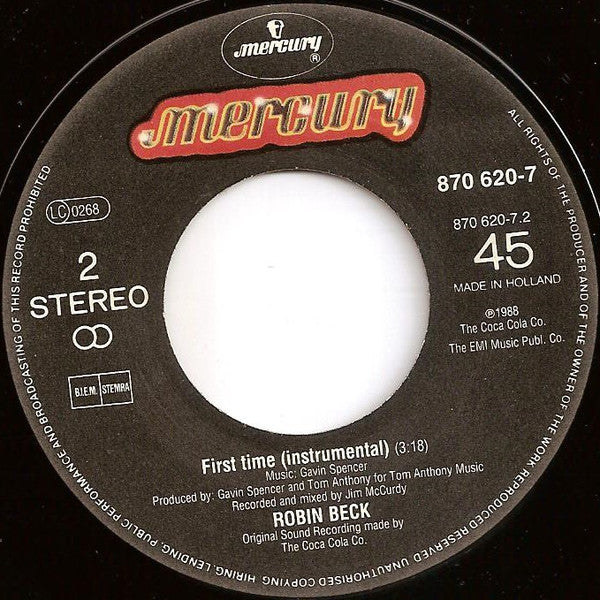 mercury
®
mercury
870 620-7
LC 0268
870 620-7.2
2
45
STEREO
MADE IN HOLLAND
℗1988
The Coca Cola Co.
The EMI Music Publ. Co.
B.I.E.M. STEMRA
First time (instrumental) (3:18)
Music: Gavin Spencer
Produced by: Gavin Spencer and Tom Anthony for Tom Anthony Music
Recorded and mixed by Jim McCurdy
ROBIN BECK
Original Sound Recording made by
The Coca Cola Co.
ALL RIGHTS OF THE PRODUCER AND OF THE OWNER OF THE WORK REPRODUCED RESERVED UNAUTHORISED COPYING HIRING, LENDING, PUBLIC PERFORMANCE AND BROADCASTING OF THIS RECORD PROHIBITED